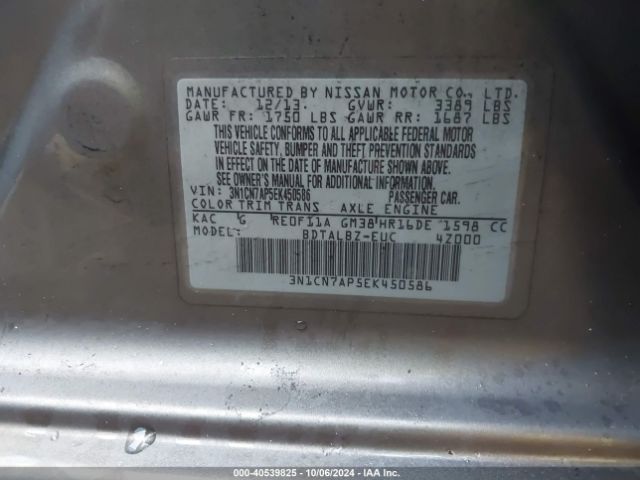 MANUFACTURED BY NISSAN MOTOR CO., LTD.
DATE: 12/13. GVWR: 3389 LBS
GAWR FR: 1750 LBS GAWR RR: 1687 LBS
THIS VEHICLE CONFORMS TO ALL APPLICABLE FEDERAL MOTOR
VEHICLE SAFETY, BUMPER AND THEFT PREVENTION STANDARDS
IN EFFECT ON THE DATE OF MANUFACTURE SHOWN ABOVE.
SEE OWNER'S MANUAL FOR ADDITIONAL INFORMATION.
VIN: 3N1CN7AP5EK450586 PASSENGER CAR.
COLOR TRIM TRANS AXLE ENGINE
KAC G RE0F11A GM38 HR16DE 1598 CC
MODEL: BDTALBZ-EUC 4Z000
3N1CN7AP5EK450586
000-40539825 - 10/06/2024 - IAAI.com